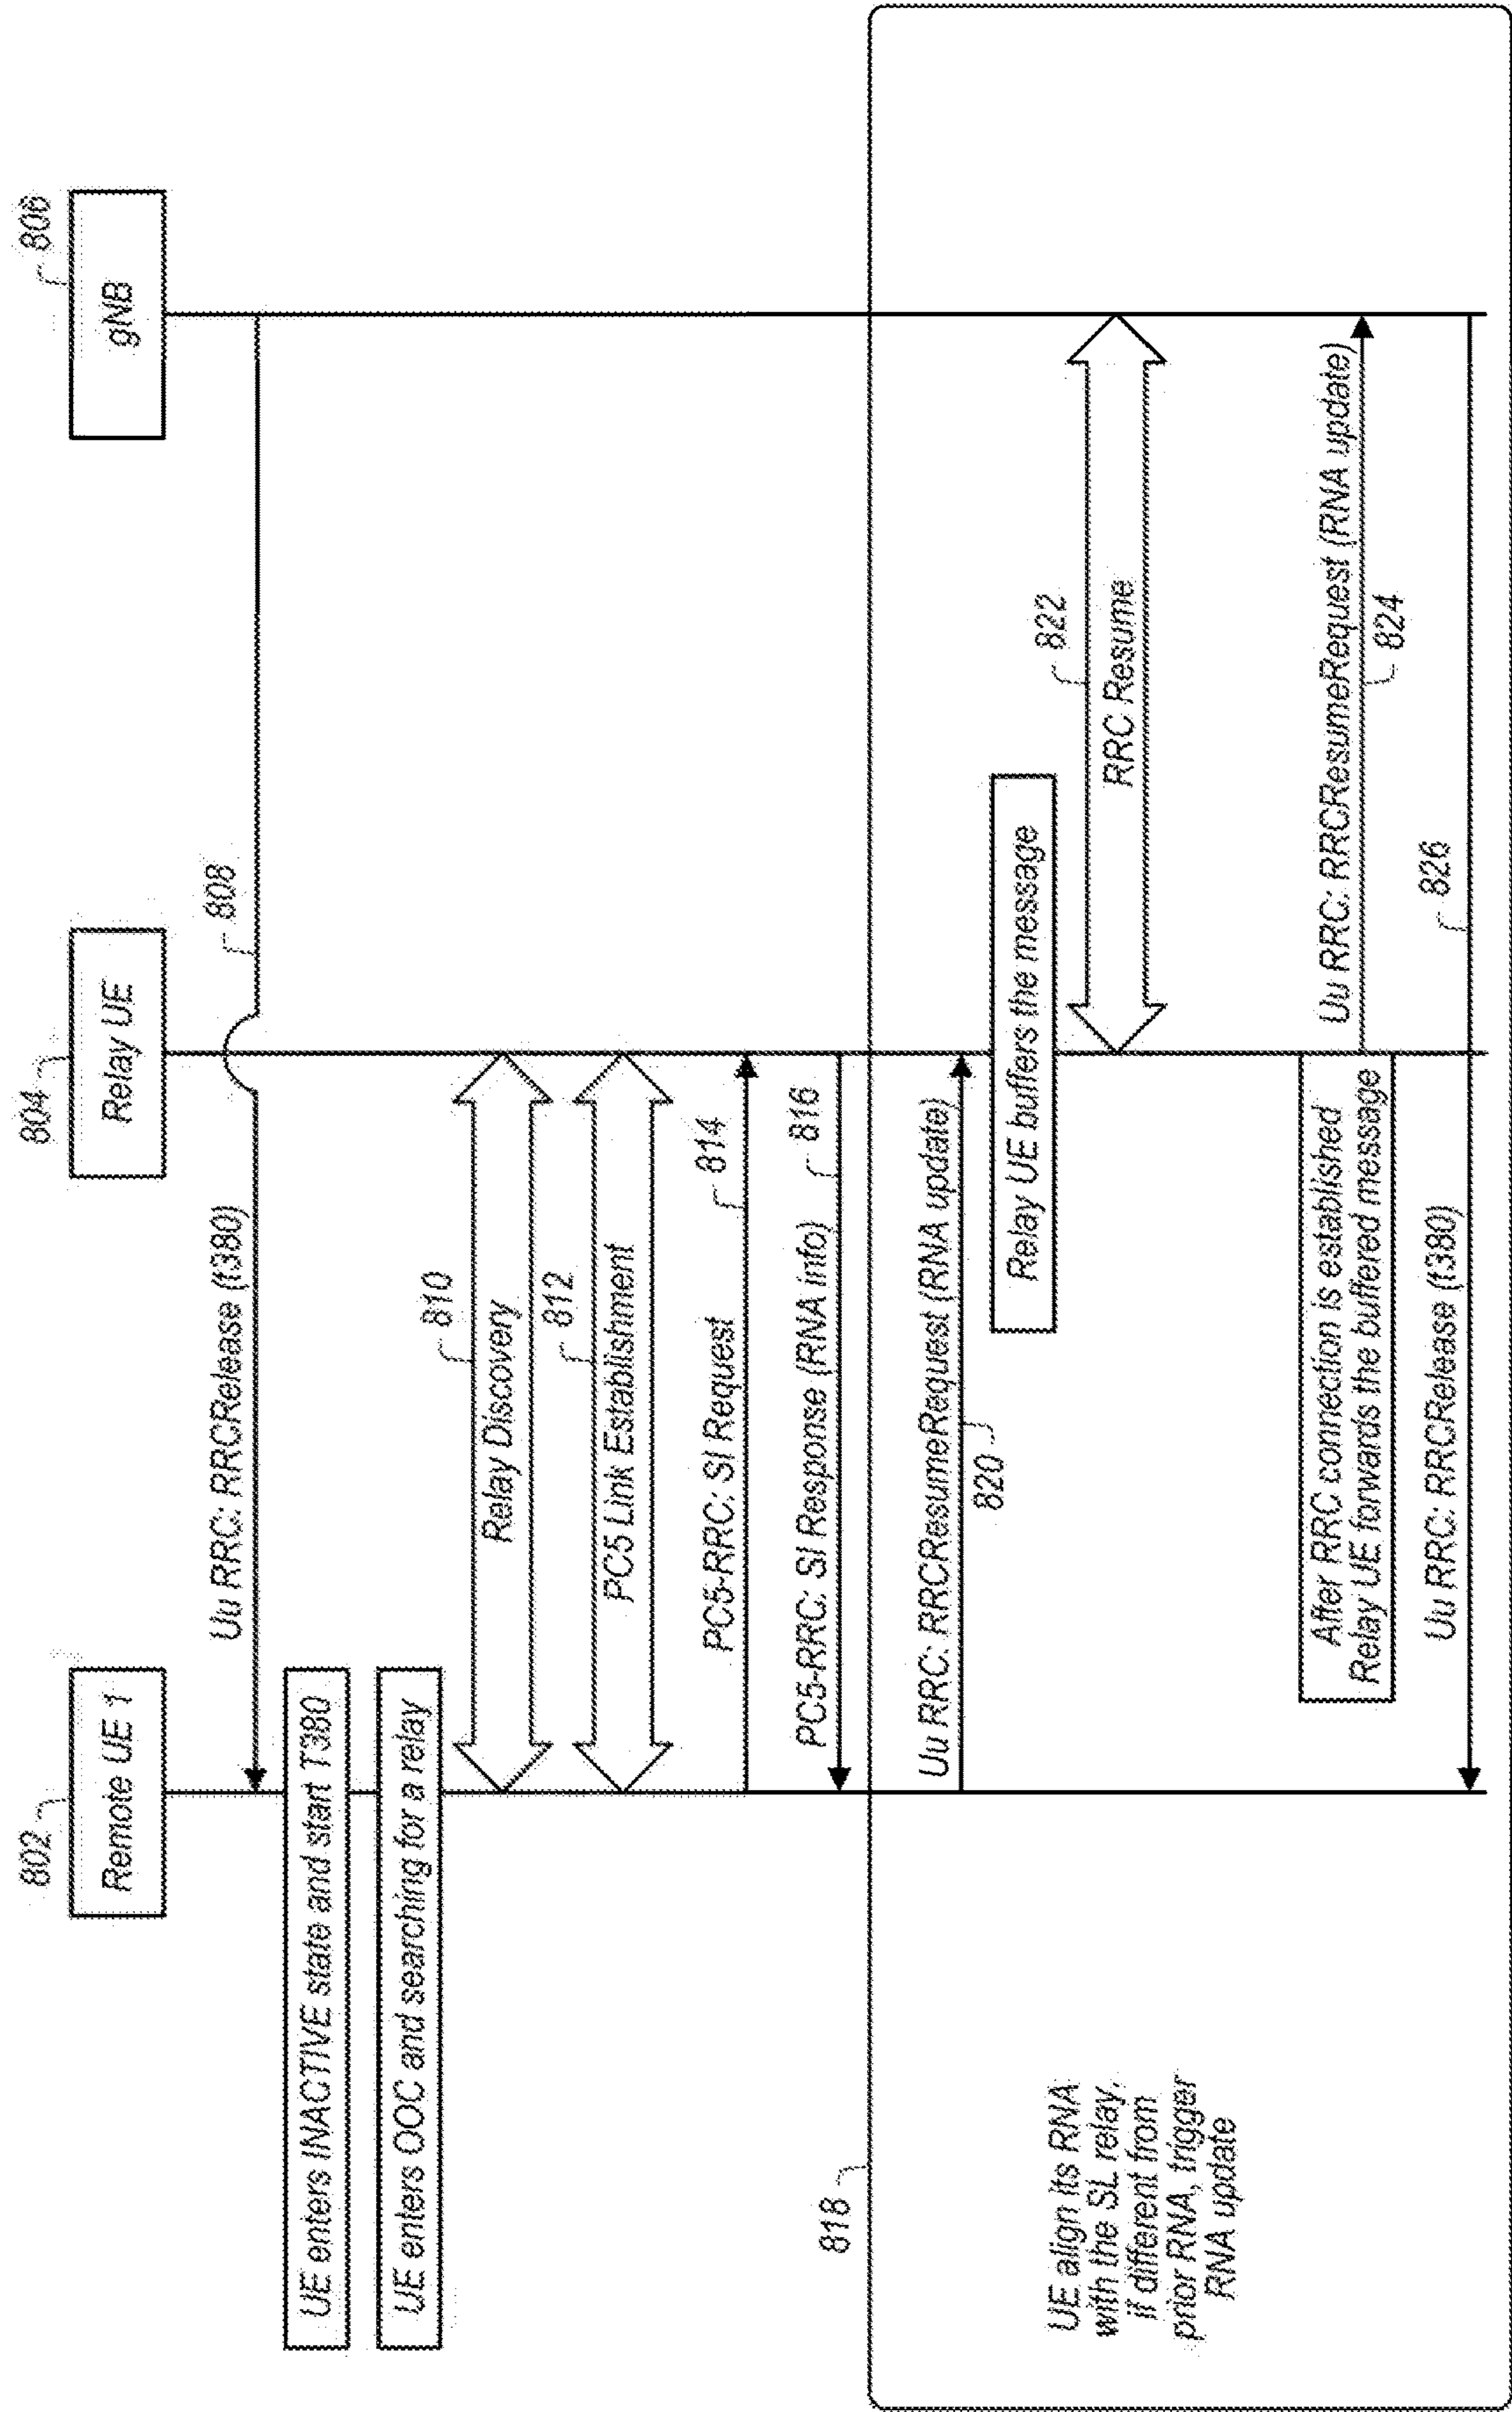 802
Remote UE 1
804
Relay UE
806
gNB
Uu RRC: RRCRelease (t380)
808
UE enters INACTIVE state and start T380
UE enters OOC and searching for a relay
810
Relay Discovery
812
PC5 Link Establishment
PC5-RRC: SI Request
814
PC5-RRC: SI Response (RNA info)
816
818
UE align its RNA
with the SL relay,
if different from
prior RNA, trigger
RNA update
Uu RRC: RRCResumeRequest (RNA update)
820
Relay UE buffers the message
822
RRC Resume
After RRC connection is established
Relay UE forwards the buffered message
Uu RRC: RRCResumeRequest (RNA update)
824
Uu RRC: RRCRelease (t380)
826